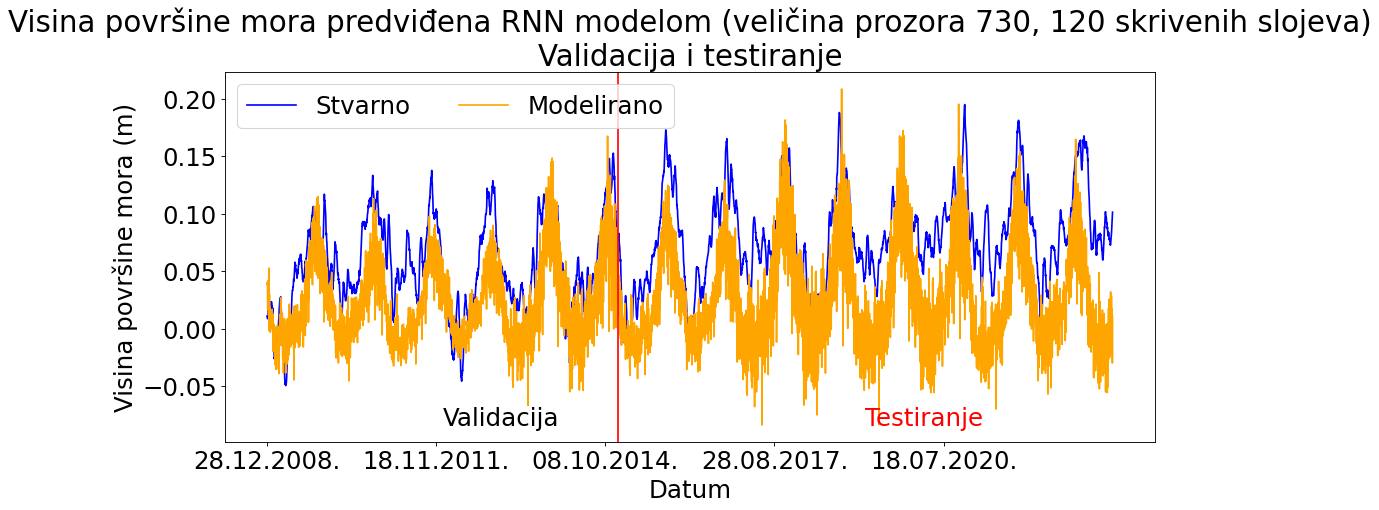 Visina površine mora predviđena RNN modelom (veličina prozora 730, 120 skrivenih slojeva)
Validacija i testiranje
Stvarno Modelirano
Visina površine mora (m)
0.20
0.15
0.10
0.05
0.00
−0.05
Validacija Testiranje
28.12.2008. 18.11.2011. 08.10.2014. 28.08.2017. 18.07.2020.
Datum